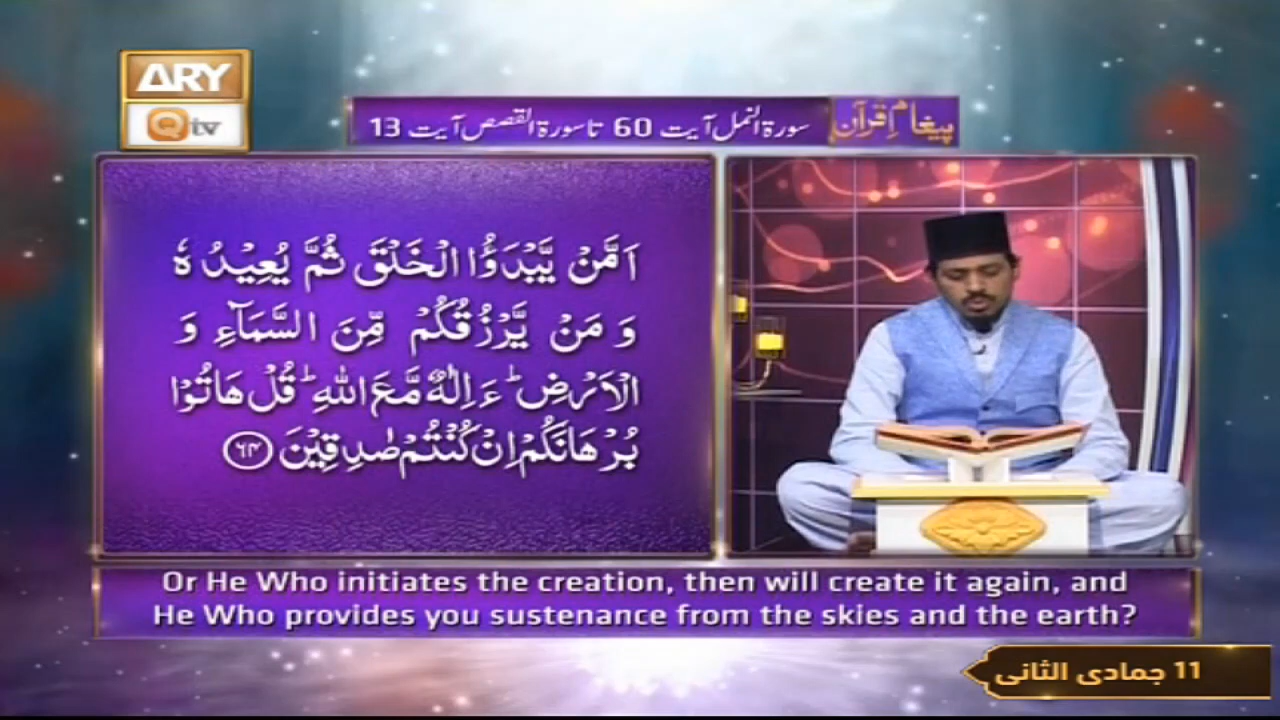 ARY
Qtv
پیغامِ قرآن
سورۃ النمل آیت 60 تا سورۃ القصص آیت 13
اَمَّنْ یَّبْدَؤُا الْخَلْقَ ثُمَّ یُعِیْدُهٗ
وَ مَنْ یَّرْزُقُكُمْ مِّنَ السَّمَآءِ وَ
الْاَرْضِ ؕ ءَ اِلٰهٌ مَّعَ اللّٰهِ ؕ قُلْ هَاتُوْا
بُرْهَانَكُمْ اِنْ كُنْتُمْ صٰدِقِیْنَ ﴿۶۴﴾
Or He Who initiates the creation, then will create it again, and
He Who provides you sustenance from the skies and the earth?
11 جمادی الثانی